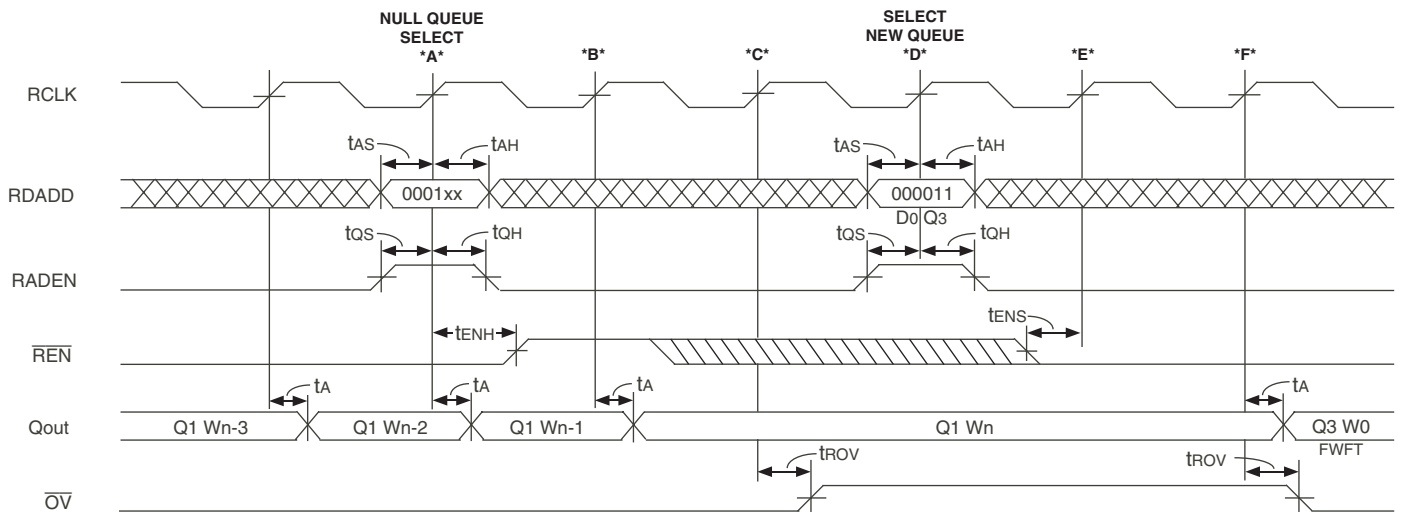 NULL QUEUE
SELECT
*A*
*B*
*C*
SELECT
NEW QUEUE
*D*
*E*
*F*
RCLK
tAS
tAH
tAS
tAH
RDADD
0001xx
000011
D0 Q3
tQS
tQH
tQS
tQH
RADEN
tENH
tENS
REN
tA
tA
tA
tA
Qout
Q1 Wn-3
Q1 Wn-2
Q1 Wn-1
Q1 Wn
Q3 W0
FWFT
tROV
tROV
OV